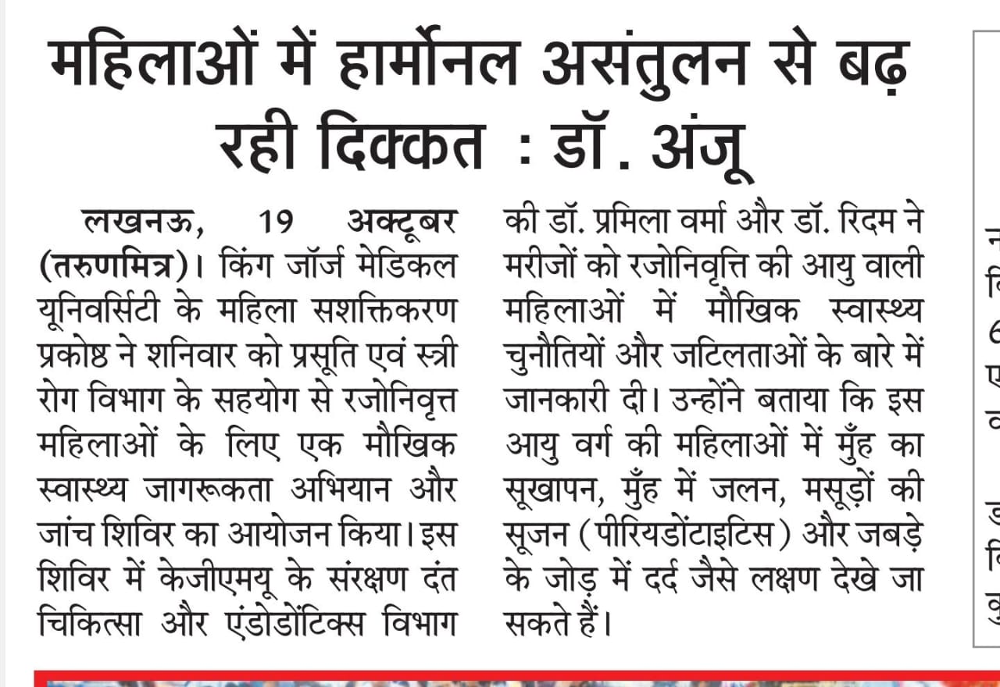 महिलाओं में हार्मोनल असंतुलन से बढ़
रही दिक्कत : डॉ. अंजू
लखनऊ, 19 अक्टूबर
(तरुणमित्र)। किंग जॉर्ज मेडिकल
यूनिवर्सिटी के महिला सशक्तिकरण
प्रकोष्ठ ने शनिवार को प्रसूति एवं स्त्री
रोग विभाग के सहयोग से रजोनिवृत्त
महिलाओं के लिए एक मौखिक
स्वास्थ्य जागरूकता अभियान और
जांच शिविर का आयोजन किया। इस
शिविर में केजीएमयू के संरक्षण दंत
चिकित्सा और एंडोडोंटिक्स विभाग
की डॉ. प्रमिला वर्मा और डॉ. रिदम ने
मरीजों को रजोनिवृत्ति की आयु वाली
महिलाओं में मौखिक स्वास्थ्य
चुनौतियों और जटिलताओं के बारे में
जानकारी दी। उन्होंने बताया कि इस
आयु वर्ग की महिलाओं में मुँह का
सूखापन, मुँह में जलन, मसूड़ों की
सूजन (पीरियडोंटाइटिस) और जबड़े
के जोड़ में दर्द जैसे लक्षण देखे जा
सकते हैं।